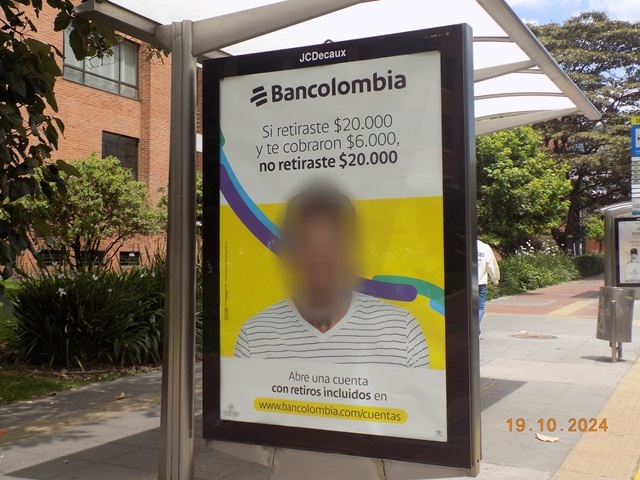 JCDecaux
Bancolombia
Si retiraste $20.000
y te cobraron $6.000,
no retiraste $20.000
Abre una cuenta
con retiros incluidos en
www.bancolombia.com/cuentas
19.10.2024